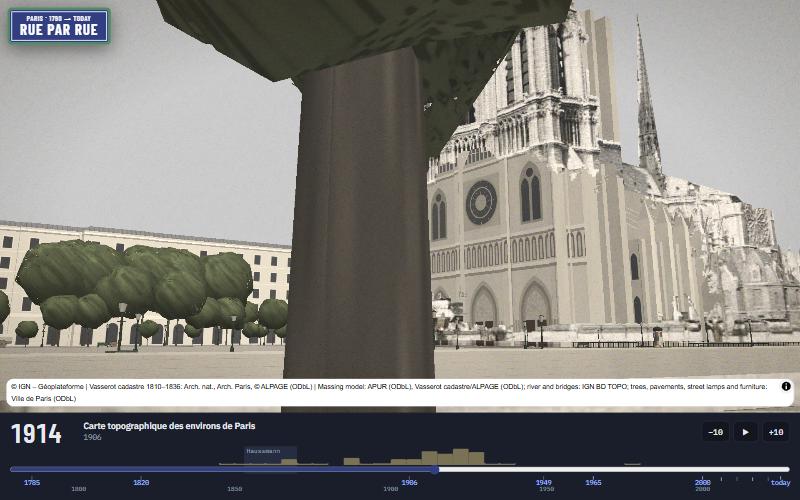 PARIS · 1790 — TODAY
RUE PAR RUE
© IGN – Géoplateforme | Vasserot cadastre 1810–1836: Arch. nat., Arch. Paris, © ALPAGE (ODbL) | Massing model: APUR (ODbL), Vasserot cadastre/ALPAGE (ODbL); river and bridges: IGN BD TOPO; trees, pavements, street lamps and furniture:
Ville de Paris (ODbL)
1914
Carte topographique des environs de Paris
1906
−10
+10
Haussmann
1785
1820
1906
1949
1965
2000
today
1800
1850
1900
1950
2000